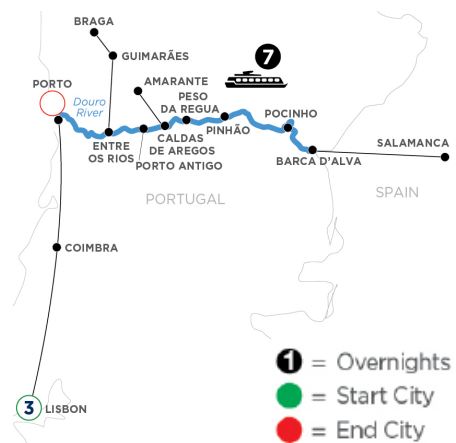 BRAGA
GUIMARÃES
7
PORTO
Douro
River
AMARANTE
PESO
DA REGUA
POCINHO
ENTRE
OS RIOS
CALDAS
DE AREGOS
PINHÃO
PORTO ANTIGO
BARCA D'ALVA
SALAMANCA
PORTUGAL
SPAIN
COIMBRA
3 LISBON
1 = Overnights
= Start City
= End City